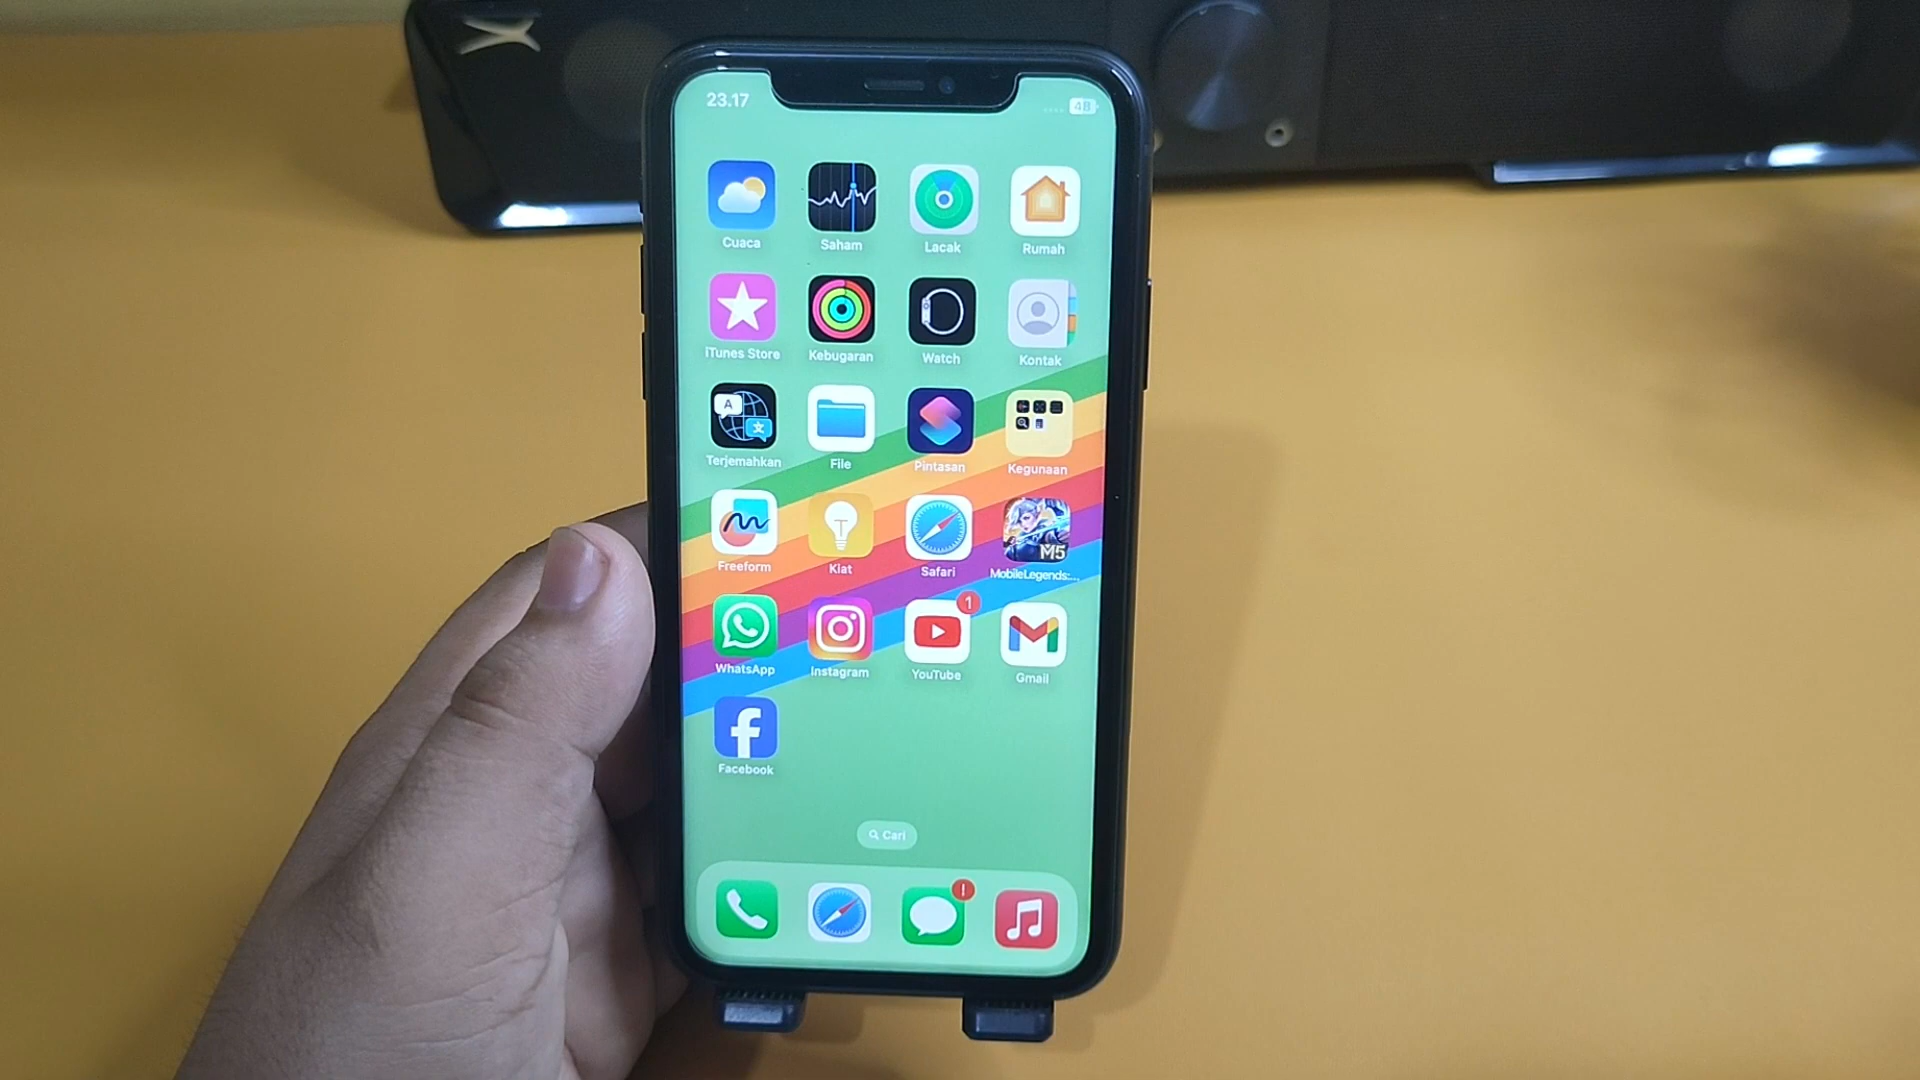 23.17 48
Cuaca Saham Lacak Rumah
iTunes Store Kebugaran Watch Kontak
A 文
Terjemahkan File Pintasan Kegunaan
M5
Freeform Kiat Safari MobileLegends:...
1
WhatsApp Instagram YouTube Gmail
Facebook
Cari
!